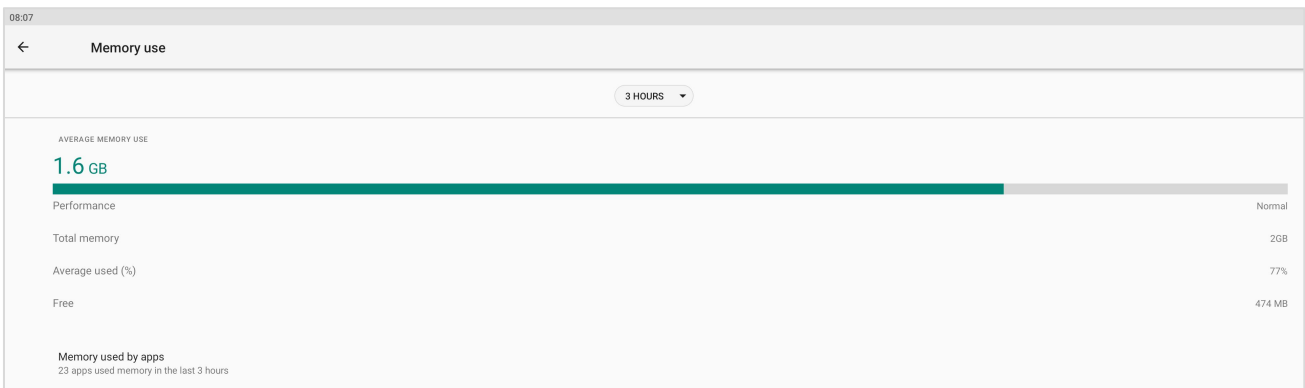 08:07
Memory use
3 HOURS
AVERAGE MEMORY USE
1.6 GB
Performance Normal
Total memory 2GB
Average used (%) 77%
Free 474 MB
Memory used by apps
23 apps used memory in the last 3 hours